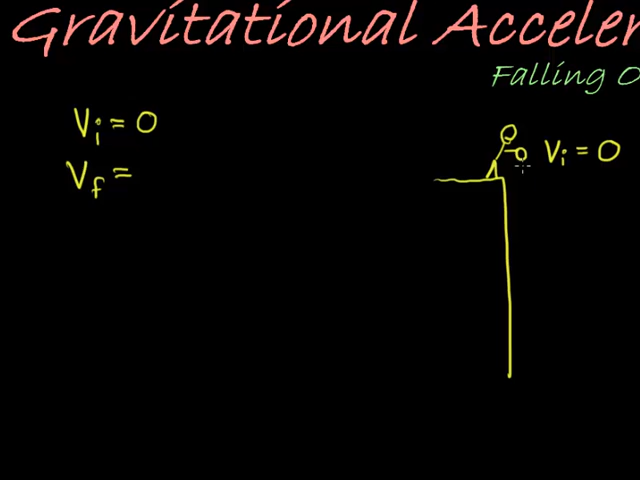 Gravitational Acceler
Falling O
Vi = 0
Vf =
Vi = 0